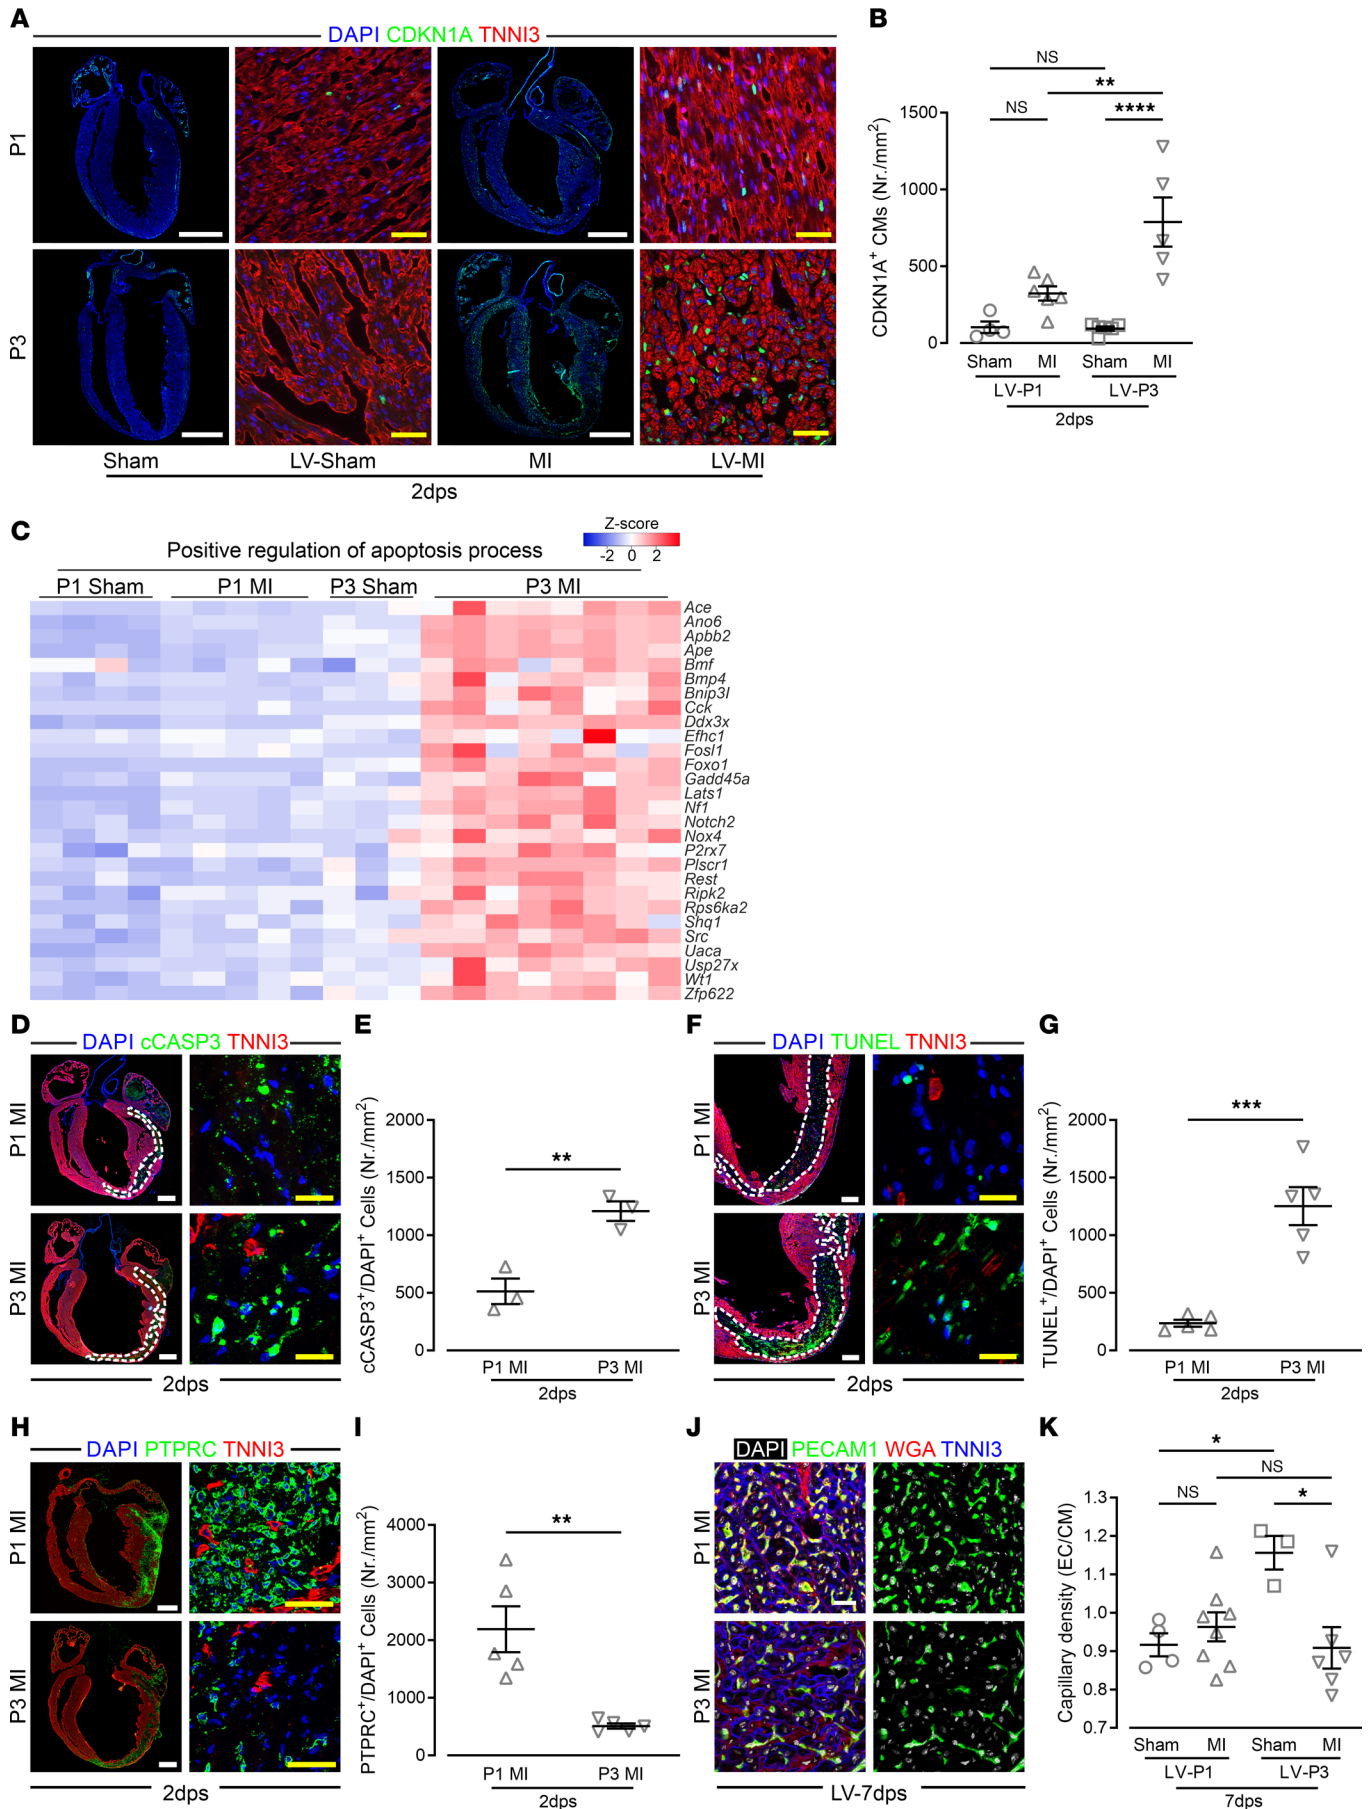 A
DAPI CDKN1A TNNI3
P1
P3
Sham LV-Sham MI LV-MI
2dps
B
NS
**
NS ****
CDKN1A+ CMs (Nr./mm2)
1500
1000
500
0
Sham MI Sham MI
LV-P1 LV-P3
2dps
C
Z-score
-2 0 2
Positive regulation of apoptosis process
P1 Sham P1 MI P3 Sham P3 MI
Ace
Ano6
Apbb2
Ape
Bmf
Bmp4
Bnip3l
Cck
Ddx3x
Efhc1
Fosl1
Foxo1
Gadd45a
Lats1
Nf1
Notch2
Nox4
P2rx7
Plscr1
Rest
Ripk2
Rps6ka2
Shq1
Src
Uaca
Usp27x
Wt1
Zfp622
D
DAPI cCASP3 TNNI3
P1 MI
P3 MI
2dps
E
cCASP3+/DAPI+ Cells (Nr./mm2)
2000
1500
1000
500
0
**
P1 MI P3 MI
2dps
F
DAPI TUNEL TNNI3
P1 MI
P3 MI
2dps
G
TUNEL+/DAPI+ Cells (Nr./mm2)
2000
1500
1000
500
0
***
P1 MI P3 MI
2dps
H
DAPI PTPRC TNNI3
P1 MI
P3 MI
2dps
I
PTPRC+/DAPI+ Cells (Nr./mm2)
4000
3000
2000
1000
0
**
P1 MI P3 MI
2dps
J
DAPI PECAM1 WGA TNNI3
P1 MI
P3 MI
LV-7dps
K
*
NS
NS *
Capillary density (EC/CM)
1.3
1.2
1.1
1.0
0.9
0.8
0.7
Sham MI Sham MI
LV-P1 LV-P3
7dps